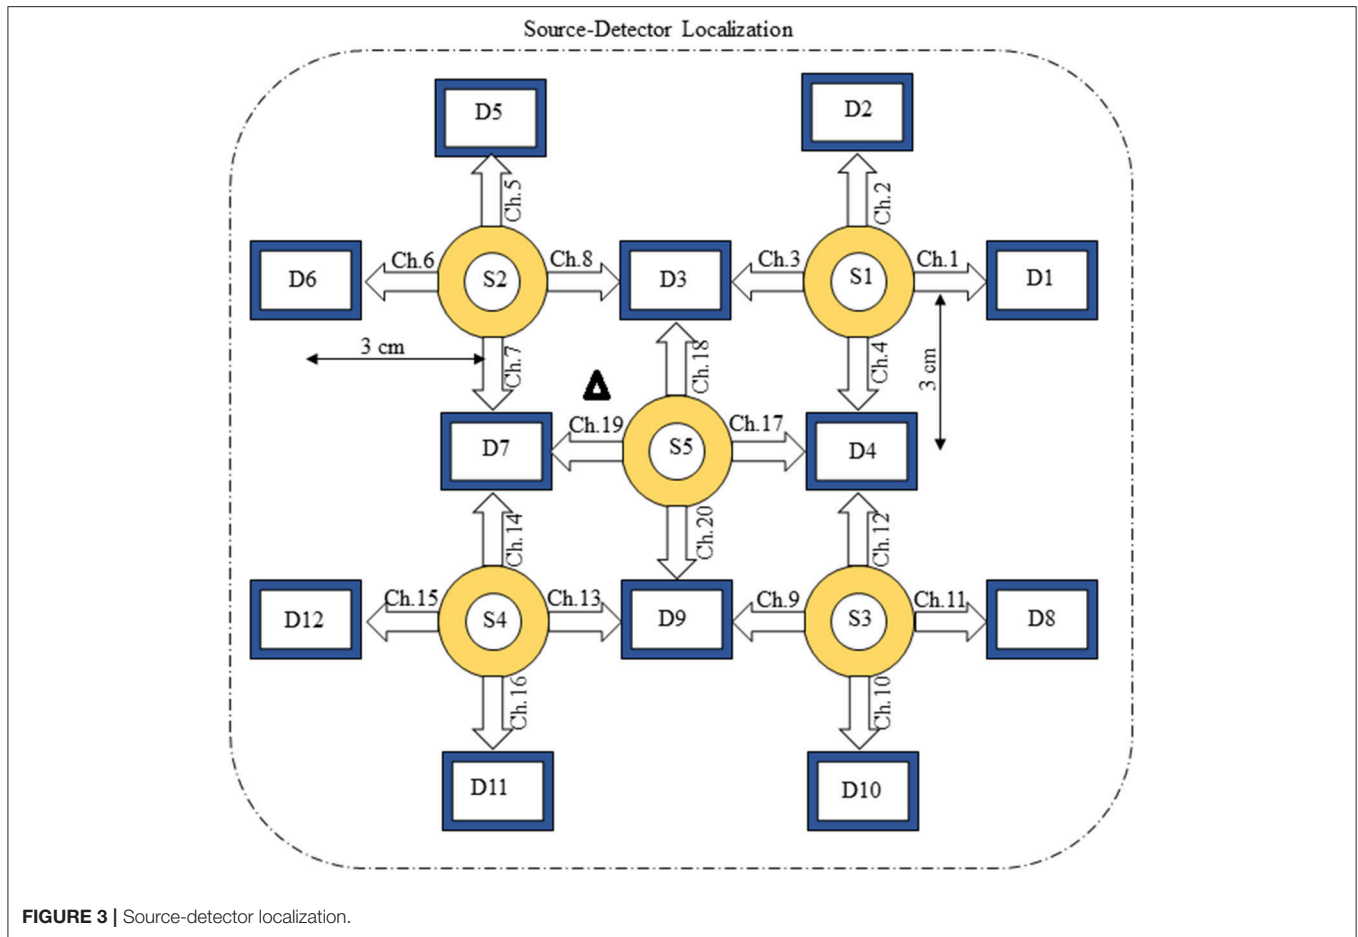 Source-Detector Localization
D5
D2
Ch.5
Ch.2
D6
Ch.6
S2
Ch.8
D3
Ch.3
S1
Ch.1
D1
3 cm
Ch.7
Ch.18
Ch.4
3 cm
D7
Ch.19
S5
Ch.17
D4
Ch.14
Ch.20
Ch.12
D12
Ch.15
S4
Ch.13
D9
Ch.9
S3
Ch.11
D8
Ch.16
Ch.10
D11
D10
FIGURE 3 | Source-detector localization.